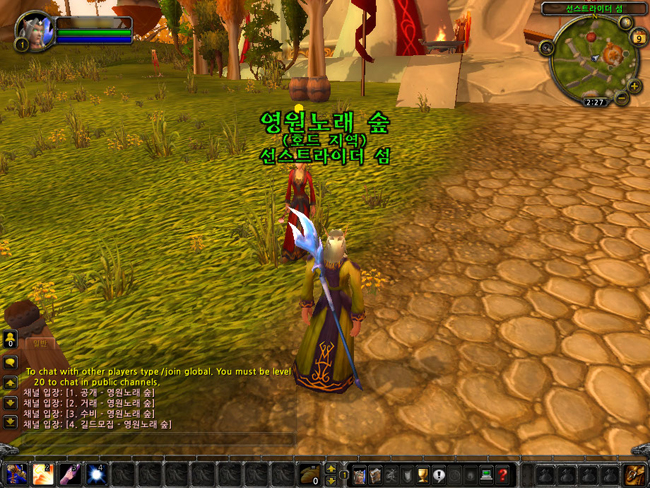 선스트라이더 섬
N
9
1
2:27
영원노래 숲
(호드 지역)
선스트라이더 섬
0
일반
To chat with other players type /join global. You must be level
20 to chat in public channels.
채널 입장: [1. 공개 - 영원노래 숲]
채널 입장: [2. 거래 - 영원노래 숲]
채널 입장: [3. 수비 - 영원노래 숲]
채널 입장: [4. 길드모집 - 영원노래 숲]
4
0
1